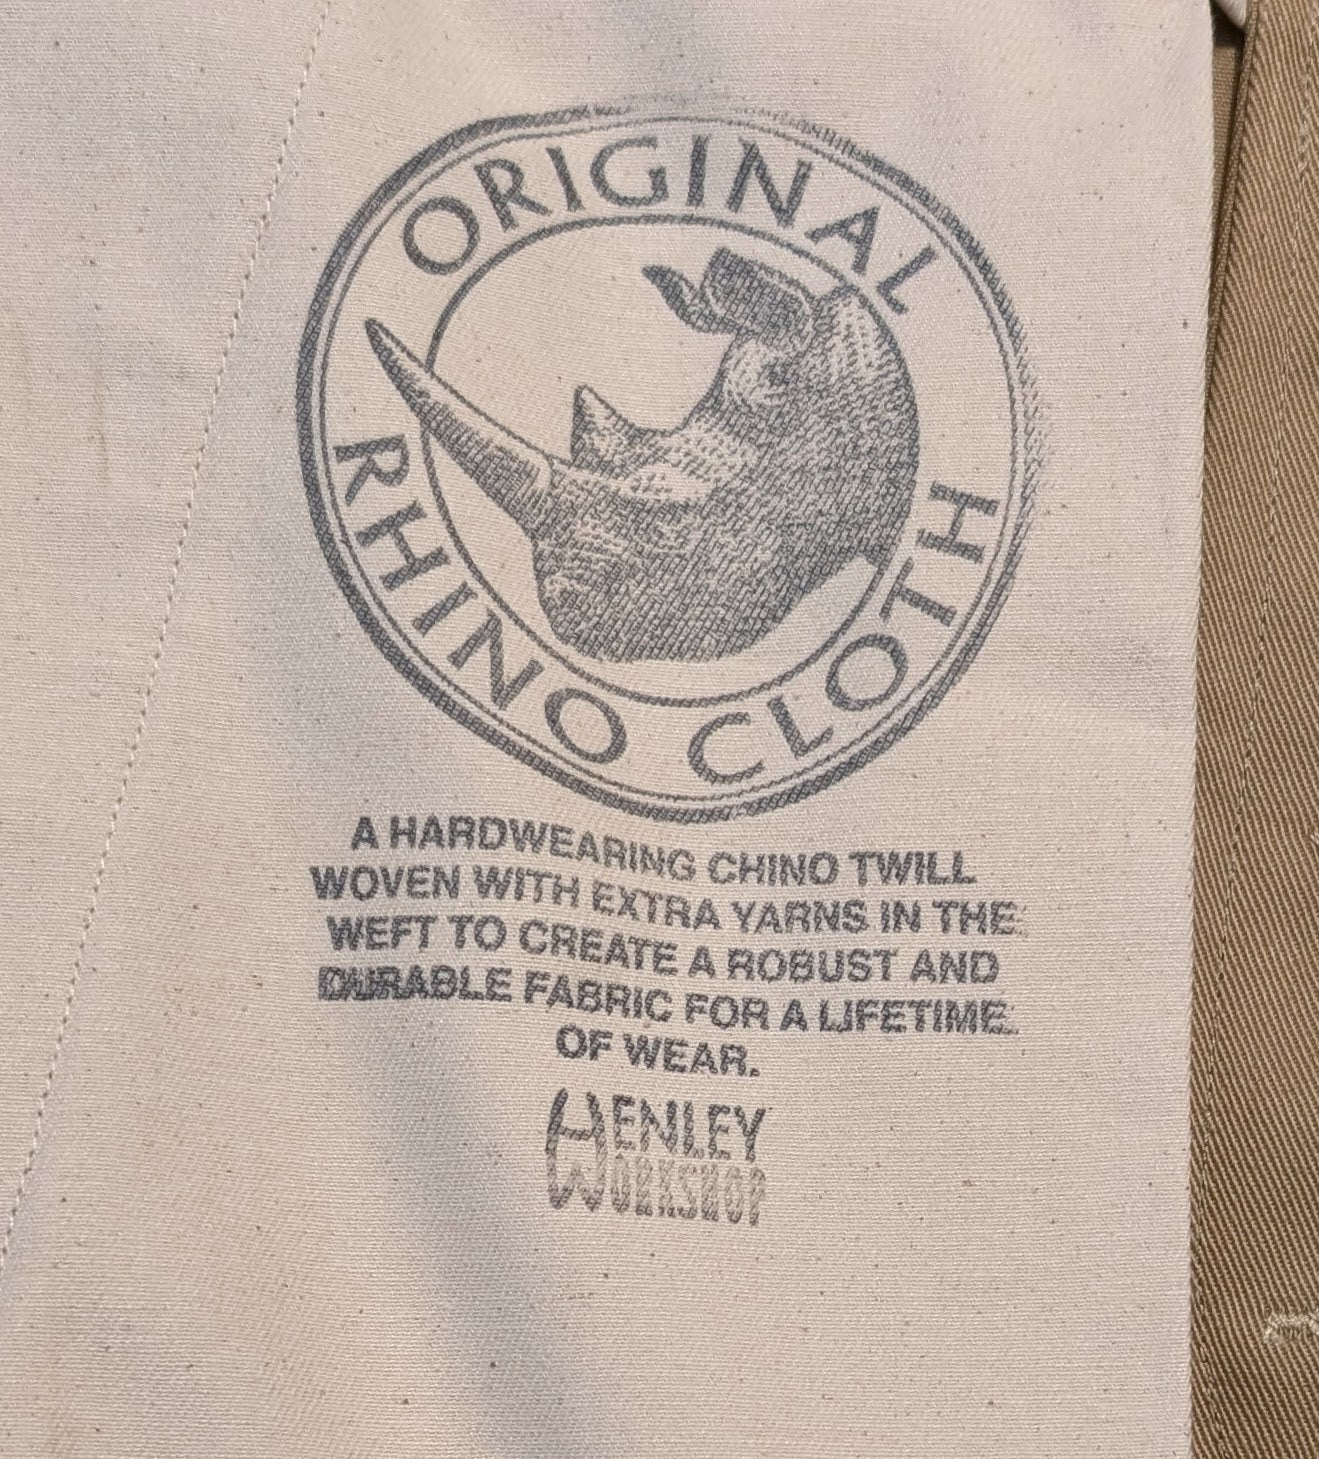 ORIGINAL
RHINO CLOTH
A HARDWEARING CHINO TWILL
WOVEN WITH EXTRA YARNS IN THE
WEFT TO CREATE A ROBUST AND
DURABLE FABRIC FOR A LIFETIME
OF WEAR.
HENLEY
WORKSHOP